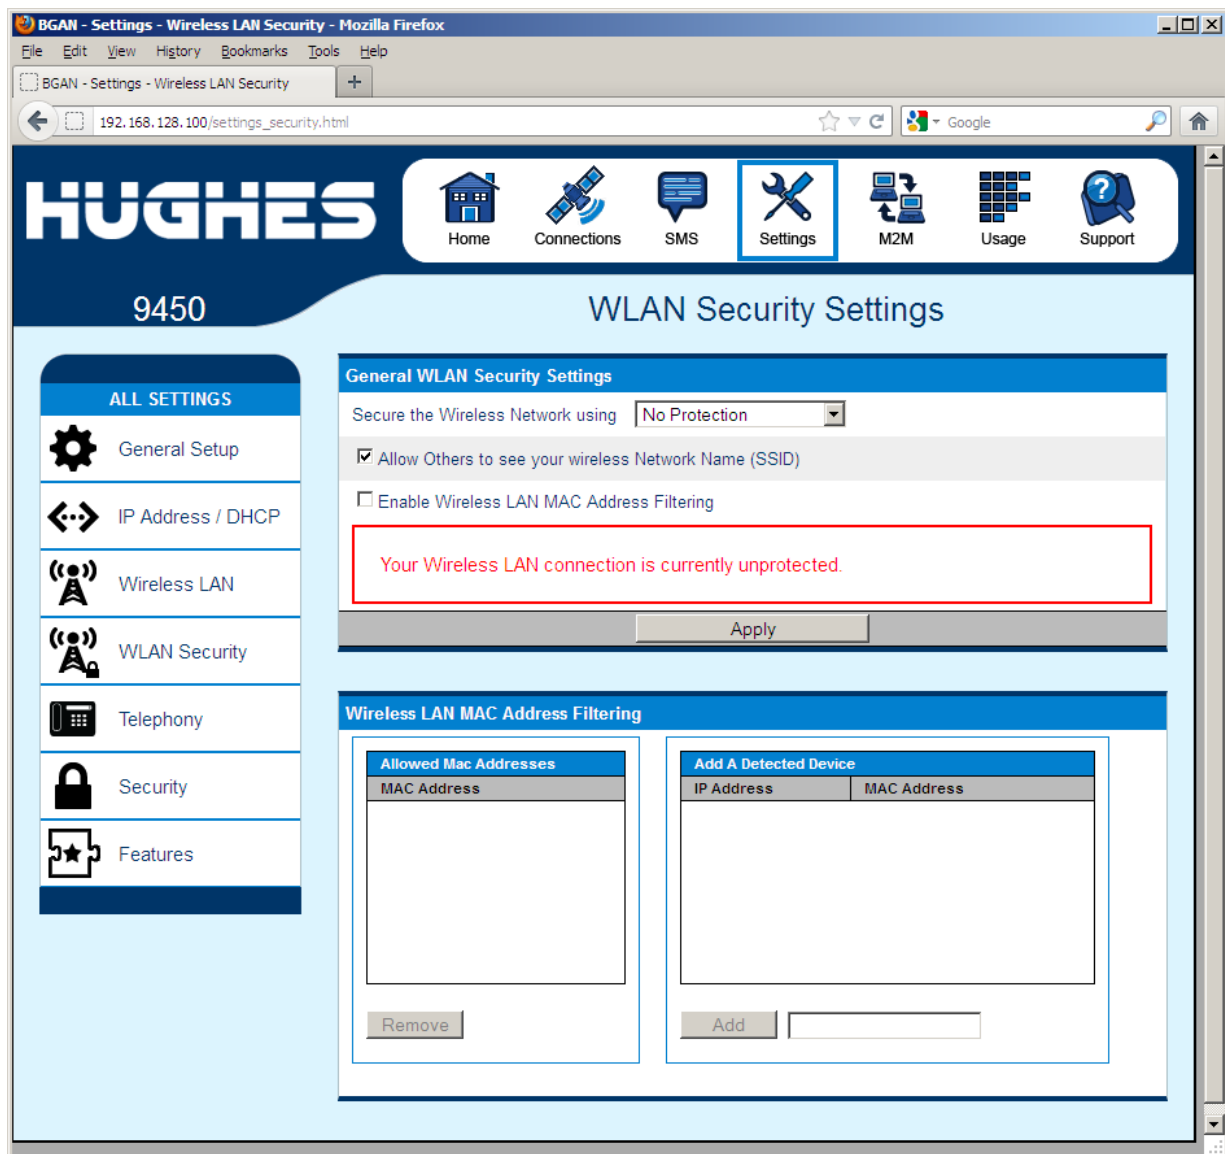 BGAN - Settings - Wireless LAN Security - Mozilla Firefox
File Edit View History Bookmarks Tools Help
BGAN - Settings - Wireless LAN Security
192.168.128.100/settings_security.html
Google
HUGHES
Home Connections SMS Settings M2M Usage Support
9450
WLAN Security Settings
ALL SETTINGS
General Setup
IP Address / DHCP
Wireless LAN
WLAN Security
Telephony
Security
Features
General WLAN Security Settings
Secure the Wireless Network using No Protection
Allow Others to see your wireless Network Name (SSID)
Enable Wireless LAN MAC Address Filtering
Your Wireless LAN connection is currently unprotected.
Apply
Wireless LAN MAC Address Filtering
Allowed Mac Addresses
MAC Address
Remove
Add A Detected Device
IP Address MAC Address
Add